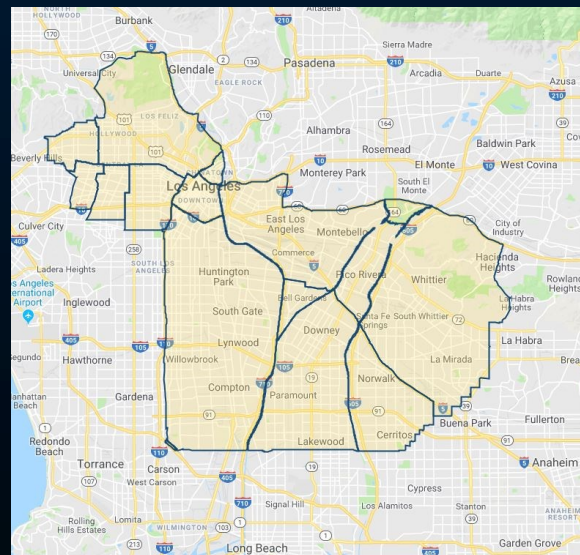 NORTH HOLLYWOOD
Burbank
Altadena
Sierra Madre
Pasadena
Arcadia
Duarte
Azusa
Universal City
Glendale
EAGLE ROCK
LOS FELIZ
HOLLYWOOD
Alhambra
Rosemead
Baldwin Park
El Monte
West Covina
Beverly Hills
Monterey Park
South El Monte
Los Angeles
DOWNTOWN
East Los Angeles
Montebello
City of Industry
Culver City
Commerce
Hacienda Heights
SOUTH LOS ANGELES
Ladera Heights
Huntington Park
Pico Rivera
Whittier
Rowland Heights
Los Angeles International Airport
Inglewood
Bell Gardens
La Habra Heights
South Gate
Downey
Santa Fe Springs
South Whittier
La Habra
Lynwood
Hawthorne
Willowbrook
La Mirada
Segundo
Brea
Manhattan Beach
Gardena
Compton
Paramount
Norwalk
Buena Park
Fullerton
Redondo Beach
Lakewood
Cerritos
Torrance
Carson
Anaheim
West Carson
Cypress
Signal Hill
Los Alamitos
Stanton
ANAHEIM RESORT
Rolling Hills Estates
Lomita
WILMINGTON
Long Beach
Garden Grove